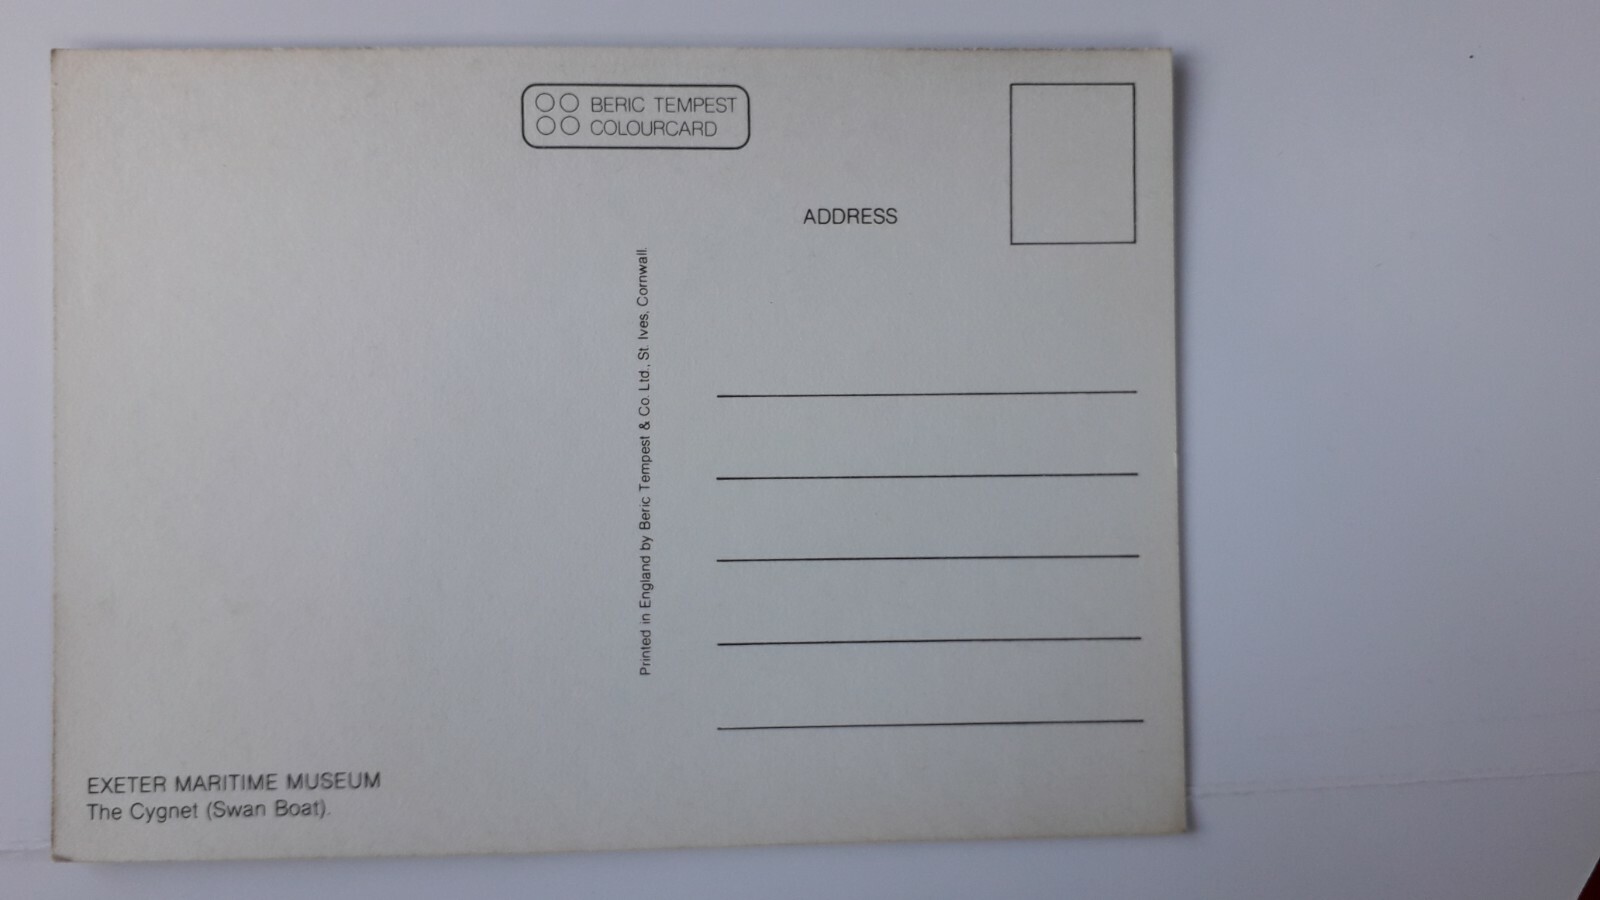 BERIC TEMPEST
COLOURCARD
ADDRESS
Printed in England by Beric Tempest & Co. Ltd., St. Ives, Cornwall.
EXETER MARITIME MUSEUM
The Cygnet (Swan Boat).